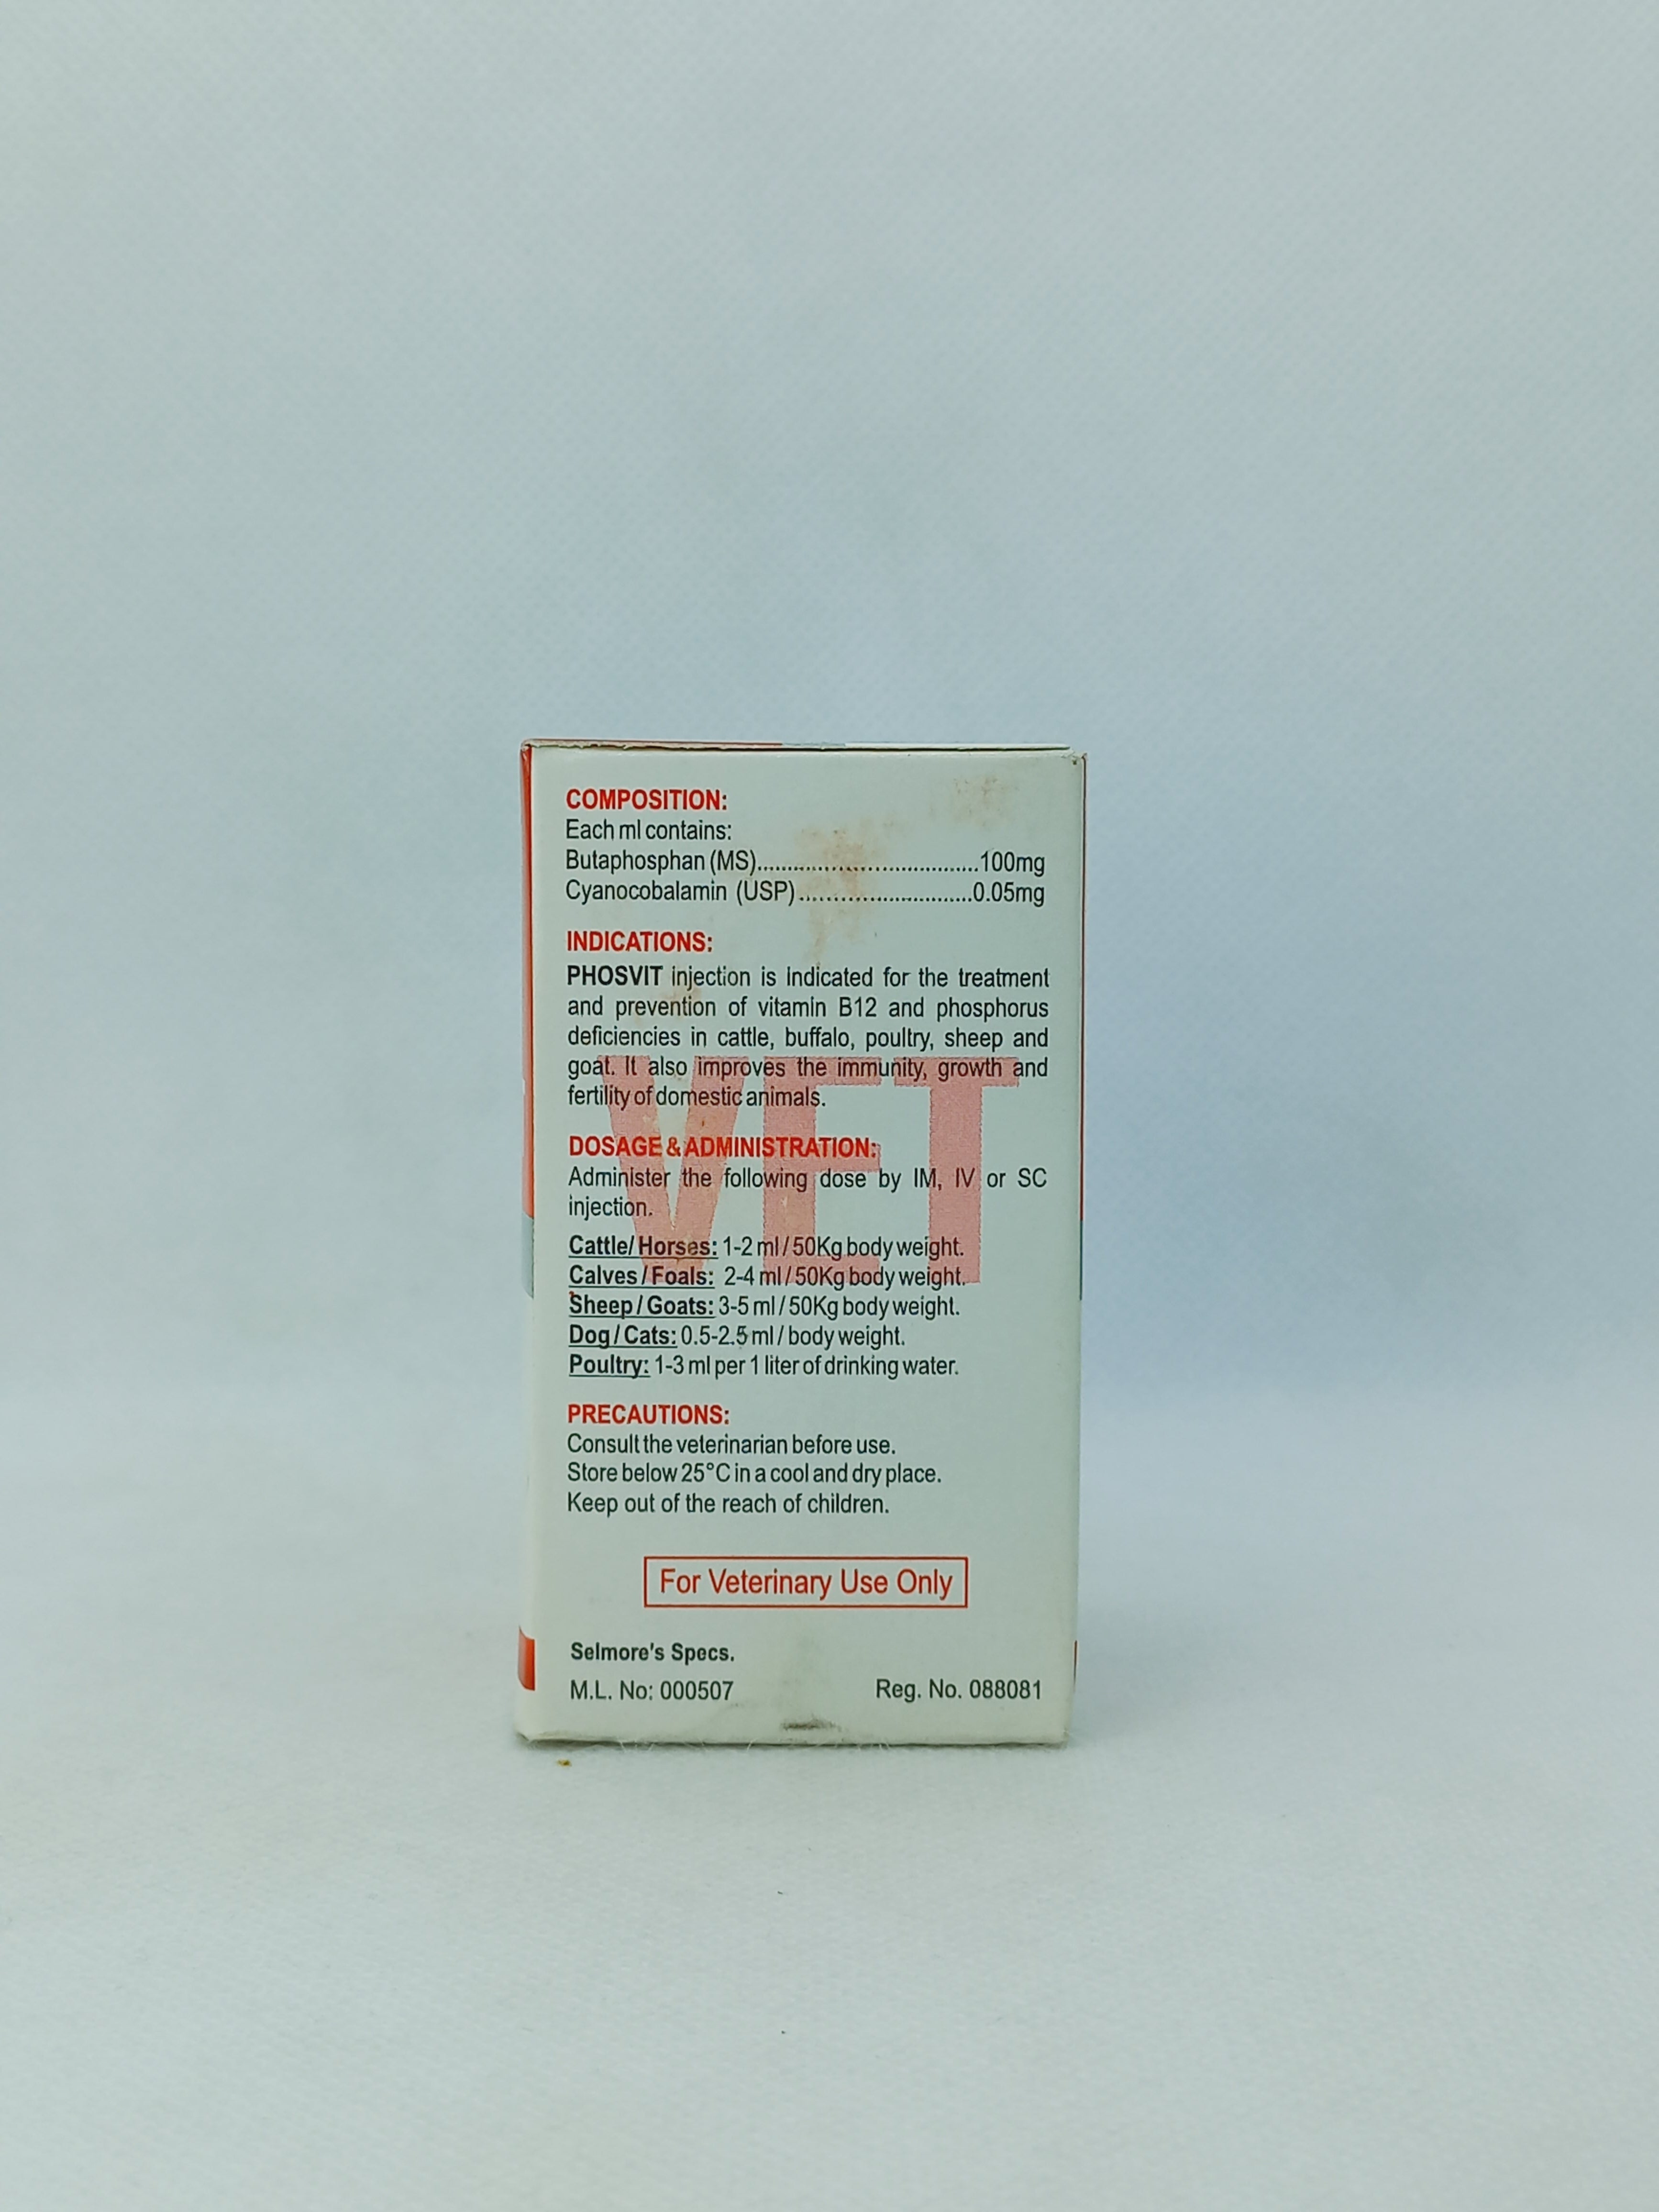 COMPOSITION:
Each ml contains:
Butaphosphan (MS)..................................100mg
Cyanocobalamin (USP)...........................0.05mg
INDICATIONS:
PHOSVIT injection is indicated for the treatment
and prevention of vitamin B12 and phosphorus
deficiencies in cattle, buffalo, poultry, sheep and
goat. It also improves the immunity, growth and
fertility of domestic animals.
VET
DOSAGE & ADMINISTRATION:
Administer the following dose by IM, IV or SC
injection.
Cattle/ Horses: 1-2 ml / 50Kg body weight.
Calves / Foals: 2-4 ml / 50Kg body weight.
Sheep / Goats: 3-5 ml / 50Kg body weight.
Dog / Cats: 0.5-2.5 ml / body weight.
Poultry: 1-3 ml per 1 liter of drinking water.
PRECAUTIONS:
Consult the veterinarian before use.
Store below 25°C in a cool and dry place.
Keep out of the reach of children.
For Veterinary Use Only
Selmore's Specs.
M.L. No: 000507 Reg. No. 088081